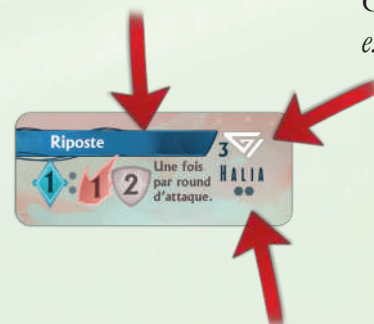 e.
Riposte
3
1 : 1 2
Une fois
par round
d'attaque.
HALIA